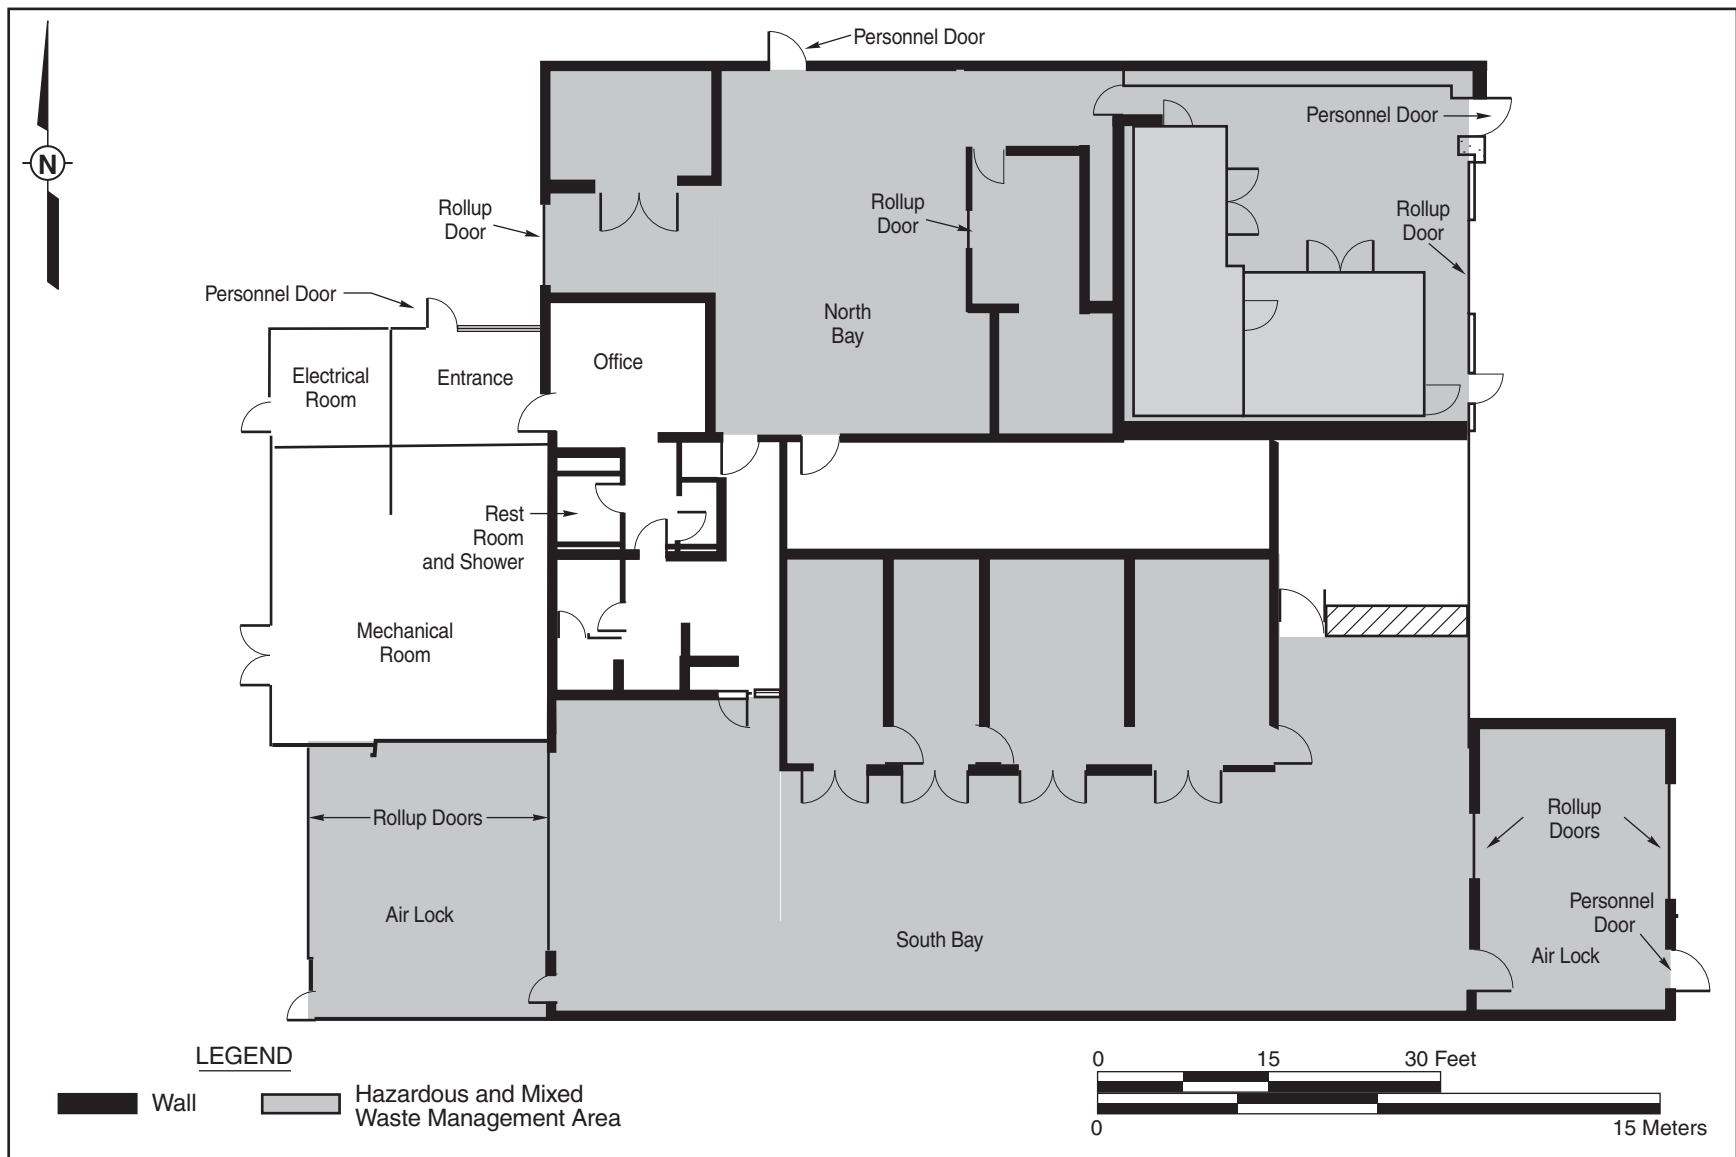 Personnel Door
N
Personnel Door
Rollup
Door
Rollup
Door
Rollup
Door
Personnel Door
North
Bay
Office
Electrical
Room
Entrance
Rest
Room
and Shower
Mechanical
Room
Rollup Doors
Rollup
Doors
Air Lock
Personnel
Door
South Bay
Air Lock
LEGEND
Wall
Hazardous and Mixed
Waste Management Area
0 15 30 Feet
0 15 Meters